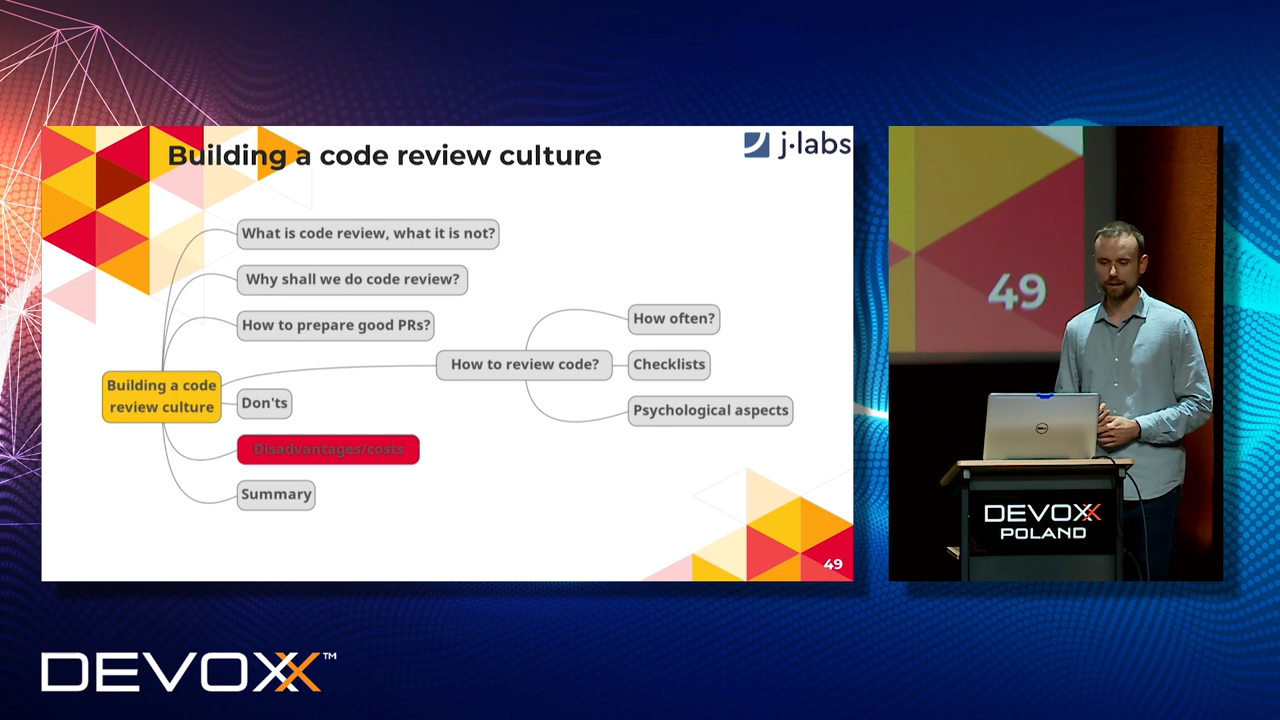 Building a code review culture
j·labs
What is code review, what it is not?
Why shall we do code review?
How to prepare good PRs?
How often?
How to review code?
Checklists
Building a code
review culture
Don'ts
Psychological aspects
Disadvantages/costs
Summary
49
49
DEVOXX
POLAND
DELL
DEVOXX™